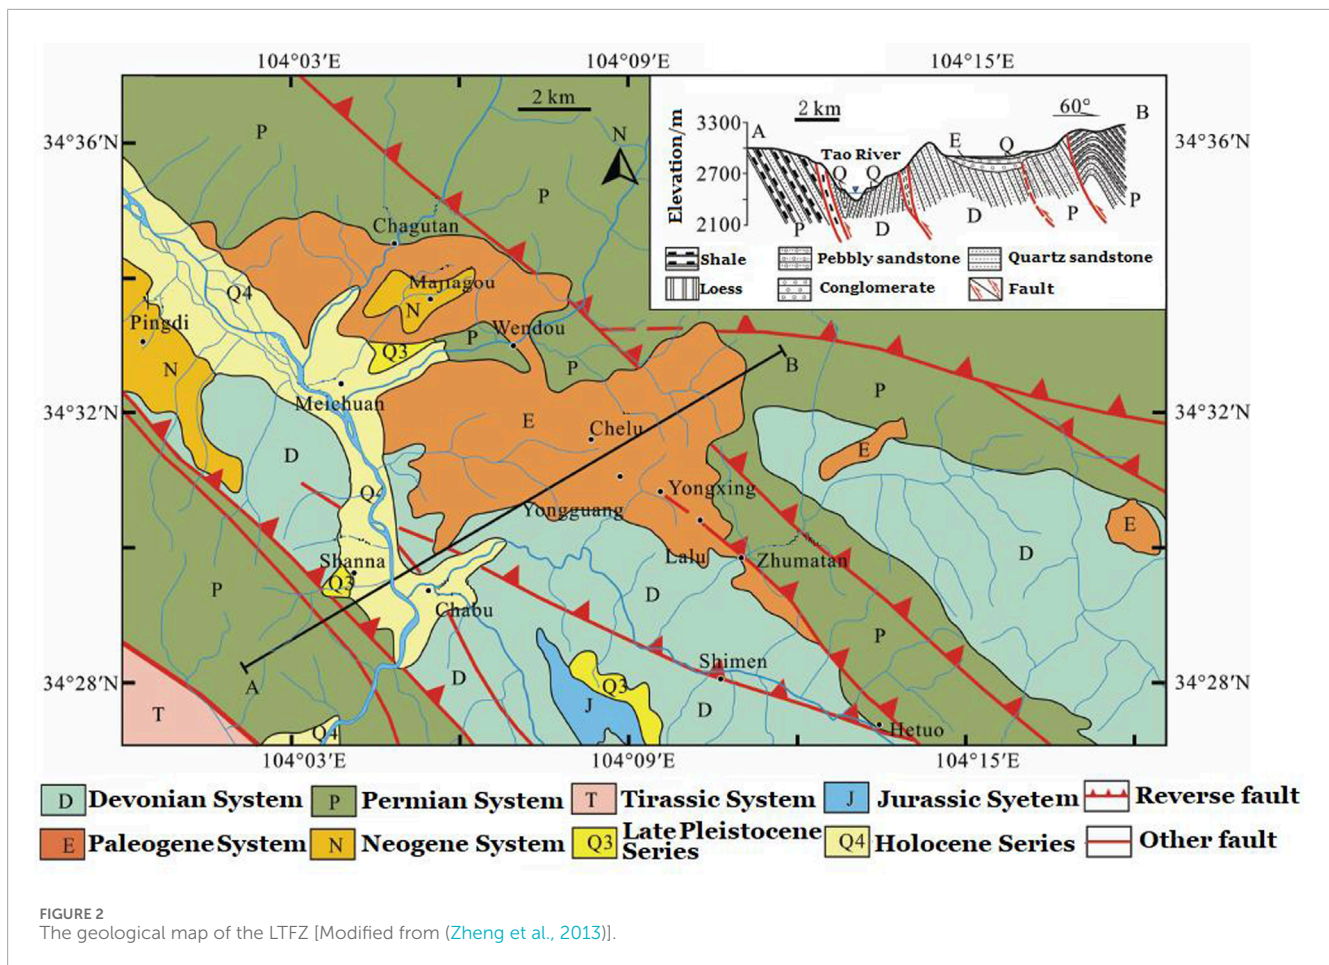 104°03′E
104°09′E
104°15′E
34°36′N
34°36′N
34°32′N
34°32′N
34°28′N
34°28′N
104°03′E
104°09′E
104°15′E
2 km
N
P
P
Chagutan
Q4
Majiagou
N
Pingdi
N
Wendou
P
Q3
P
Meichuan
P
B
E
Chelu
E
D
Q4
Yongxing
Yongguang
E
D
Lalu
Zhumatan
Shanna
Q3
P
D
Chabu
P
Shimen
A
D
Q3
J
D
T
Q4
Hetuo
Elevation/m
3300
2700
2100
A
2 km
60°
B
E
Q
Tao River
Q
Q
P
D
D
P
P
Shale
Pebbly sandstone
Quartz sandstone
Loess
Conglomerate
Fault
D Devonian System
P Permian System
T Tirassic System
J Jurassic Syetem
Reverse fault
E Paleogene System
N Neogene System
Q3 Late Pleistocene
Series
Q4 Holocene Series
Other fault
FIGURE 2
The geological map of the LTFZ [Modified from (Zheng et al., 2013)].